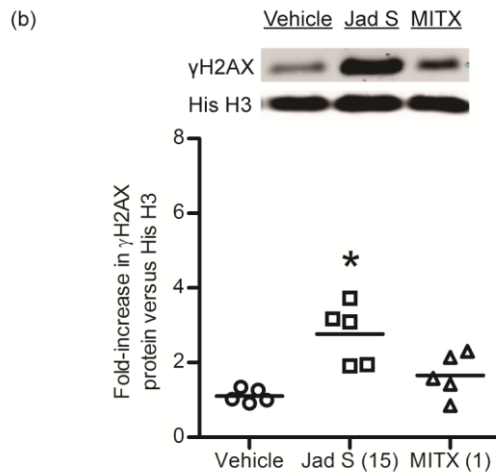 (b)
Vehicle Jad S MITX
γH2AX
His H3
Fold-increase in γH2AX
protein versus His H3
8
6
4
2
0
*
Vehicle Jad S (15) MITX (1)